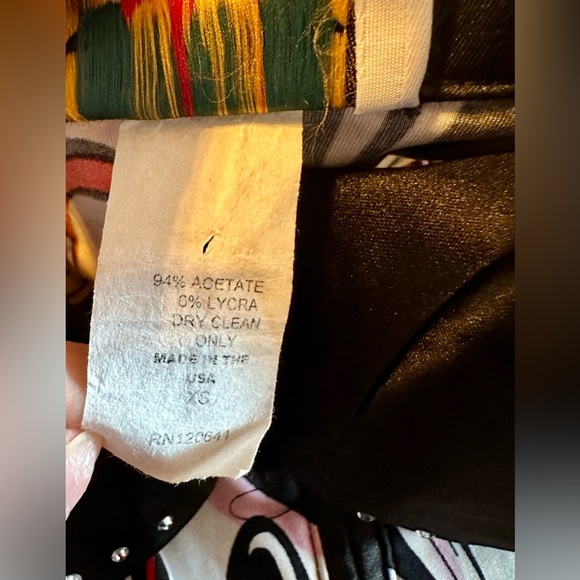 94% ACETATE
6% LYCRA
DRY CLEAN
ONLY
MADE IN THE
USA
XS
RN120641